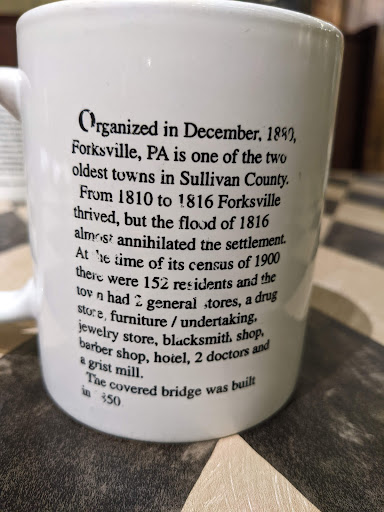 Organized in December, 1880,
Forksville, PA is one of the two
oldest towns in Sullivan County.
From 1810 to 1816 Forksville
thrived, but the flood of 1816
almost annihilated the settlement.
At the time of its census of 1900
there were 152 residents and the
town had 2 general stores, a drug
store, furniture / undertaking,
jewelry store, blacksmith shop,
barber shop, hotel, 2 doctors and
a grist mill.
The covered bridge was built
in